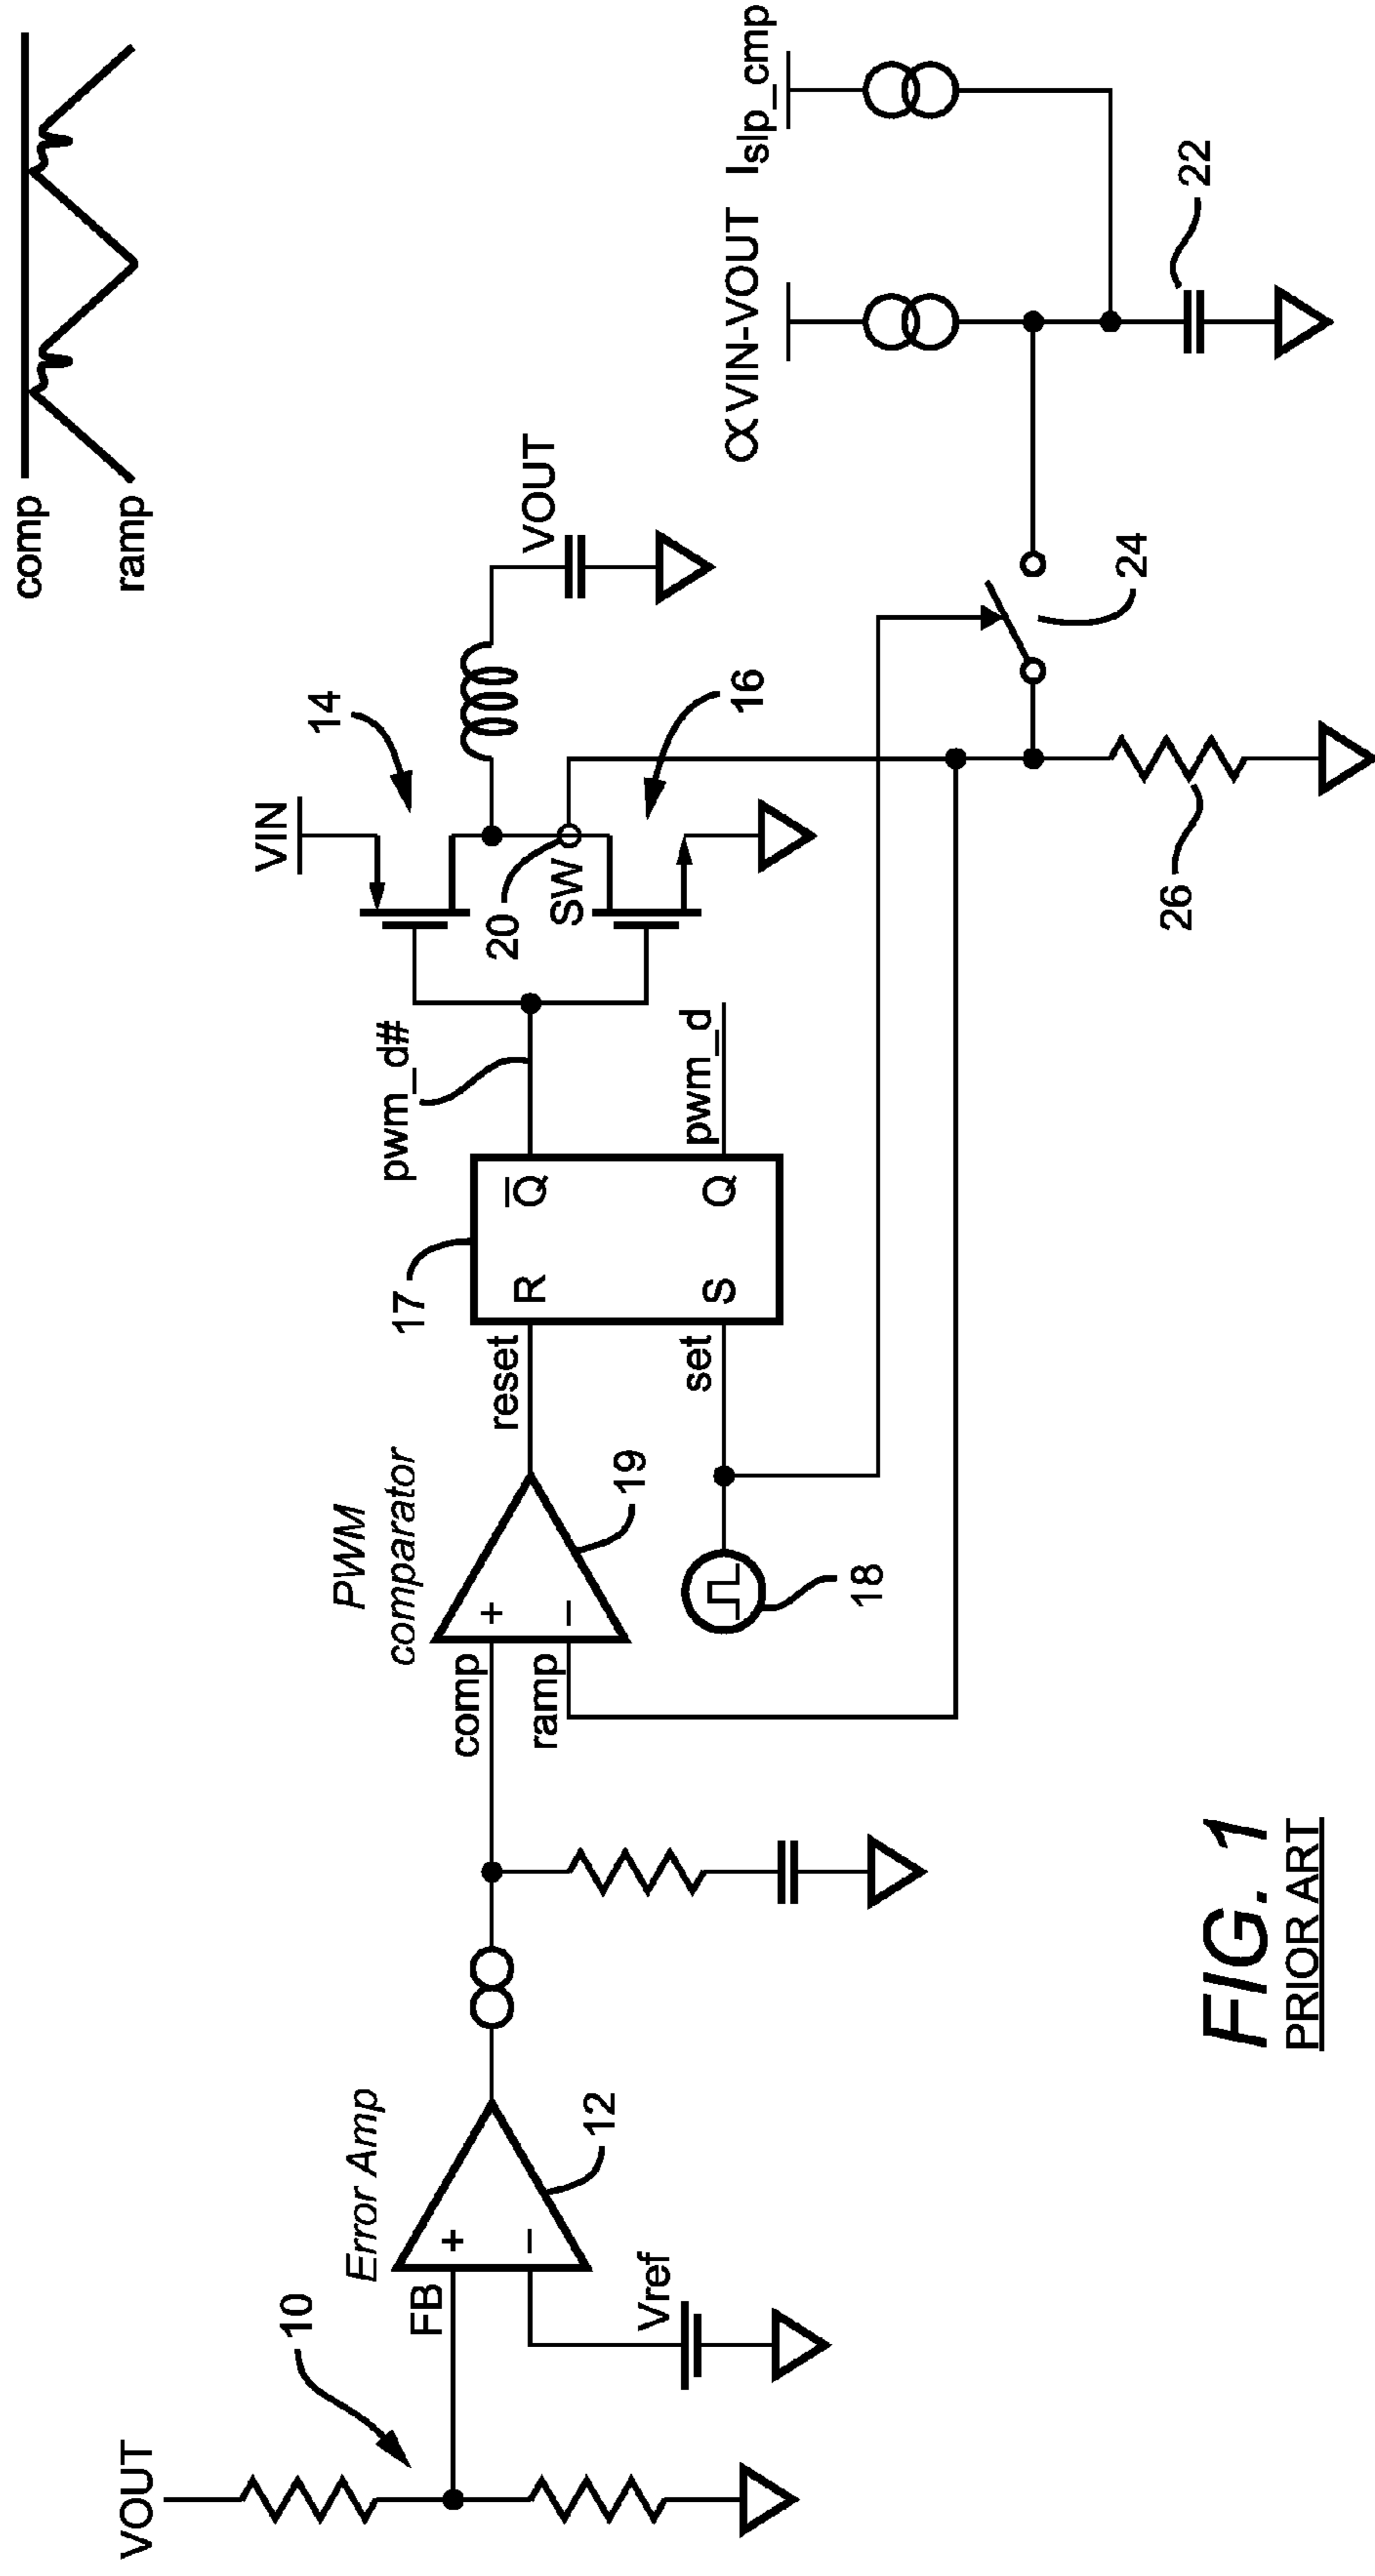 comp
ramp
VOUT
10
FB
Error Amp
12
Vref
+
−
comp
ramp
PWM
comparator
19
+
−
18
reset
set
17
R
S
Q̅
Q
pwm_d#
pwm_d
VIN
14
20
SW
16
VOUT
24
26
∝VIN-VOUT
Islp_cmp
22
FIG. 1
PRIOR ART